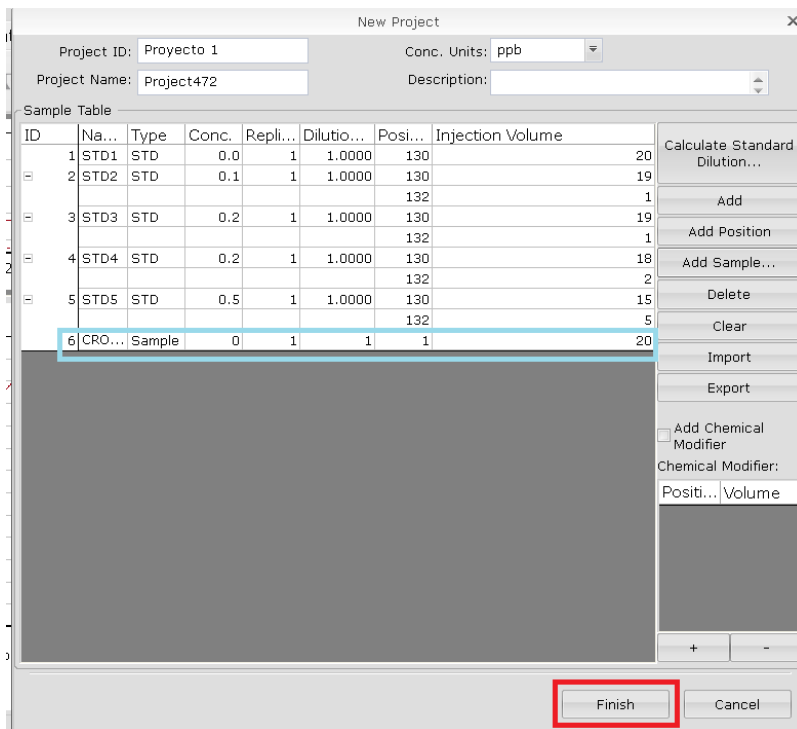 New Project
Project ID: Proyecto 1 Conc. Units: ppb
Project Name: Project472 Description:
Sample Table
ID Na... Type Conc. Repli... Dilutio... Posi... Injection Volume
1 STD1 STD 0.0 1 1.0000 130 20
2 STD2 STD 0.1 1 1.0000 130 19
132 1
3 STD3 STD 0.2 1 1.0000 130 19
132 1
4 STD4 STD 0.2 1 1.0000 130 18
132 2
5 STD5 STD 0.5 1 1.0000 130 15
132 5
6 CRO... Sample 0 1 1 1 20
Calculate Standard
Dilution...
Add
Add Position
Add Sample...
Delete
Clear
Import
Export
Add Chemical
Modifier
Chemical Modifier:
Positi... Volume
+ -
Finish Cancel